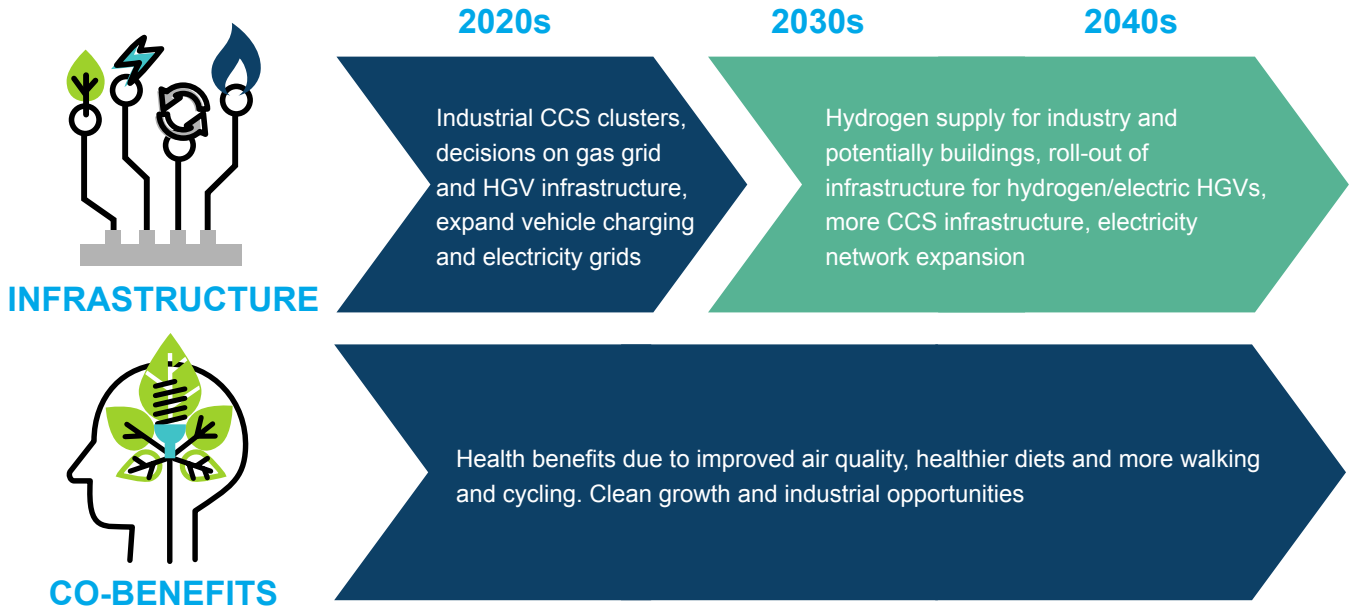 2020s
2030s
2040s
INFRASTRUCTURE
Industrial CCS clusters,
decisions on gas grid
and HGV infrastructure,
expand vehicle charging
and electricity grids
Hydrogen supply for industry and
potentially buildings, roll-out of
infrastructure for hydrogen/electric HGVs,
more CCS infrastructure, electricity
network expansion
CO-BENEFITS
Health benefits due to improved air quality, healthier diets and more walking
and cycling. Clean growth and industrial opportunities